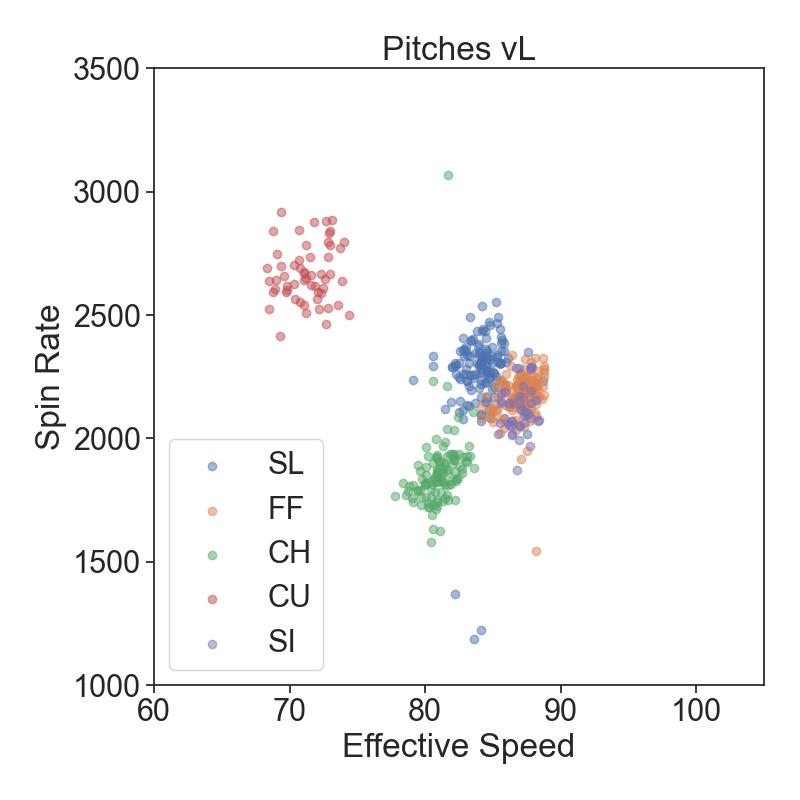 Pitches vL
3500
3000
2500
2000
1500
1000
Spin Rate
SL
FF
CH
CU
SI
60 70 80 90 100
Effective Speed